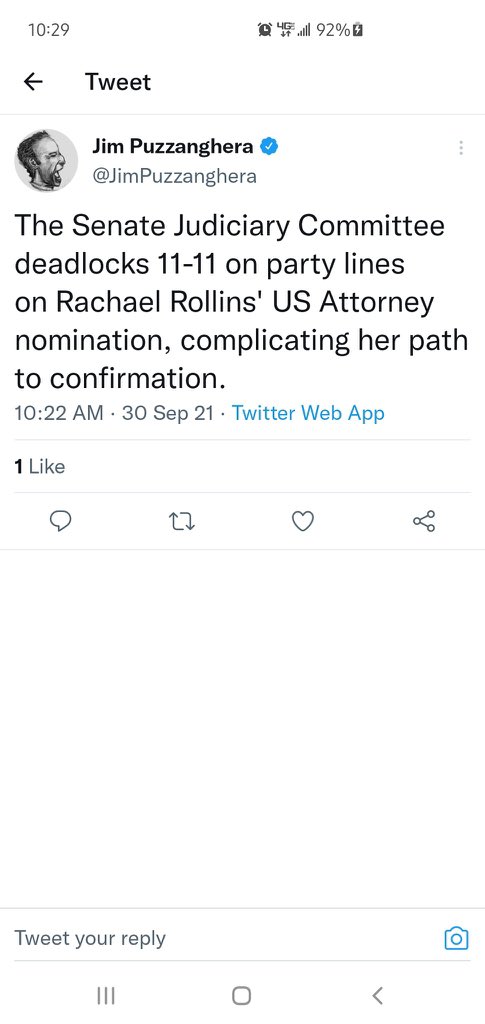 10:29
4GE 92%
Tweet
Jim Puzzanghera
@JimPuzzanghera
The Senate Judiciary Committee
deadlocks 11-11 on party lines
on Rachael Rollins' US Attorney
nomination, complicating her path
to confirmation.
10:22 AM · 30 Sep 21 · Twitter Web App
1 Like
Tweet your reply